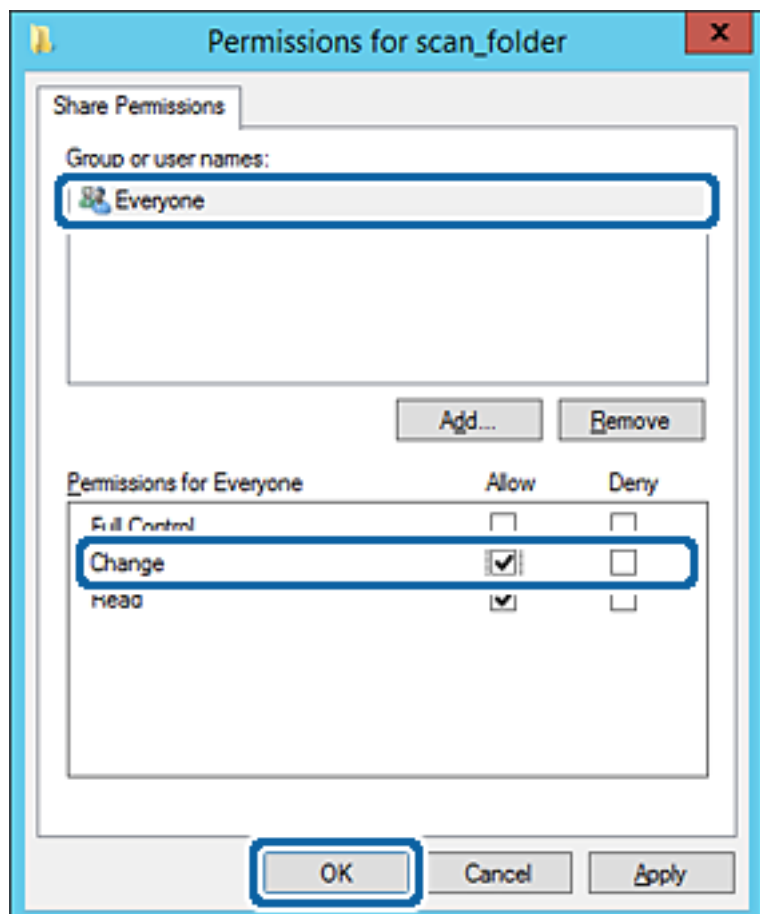 Permissions for scan_folder
Share Permissions
Group or user names:
Everyone
Add... Remove
Permissions for Everyone Allow Deny
Full Control
Change
Read
OK Cancel Apply